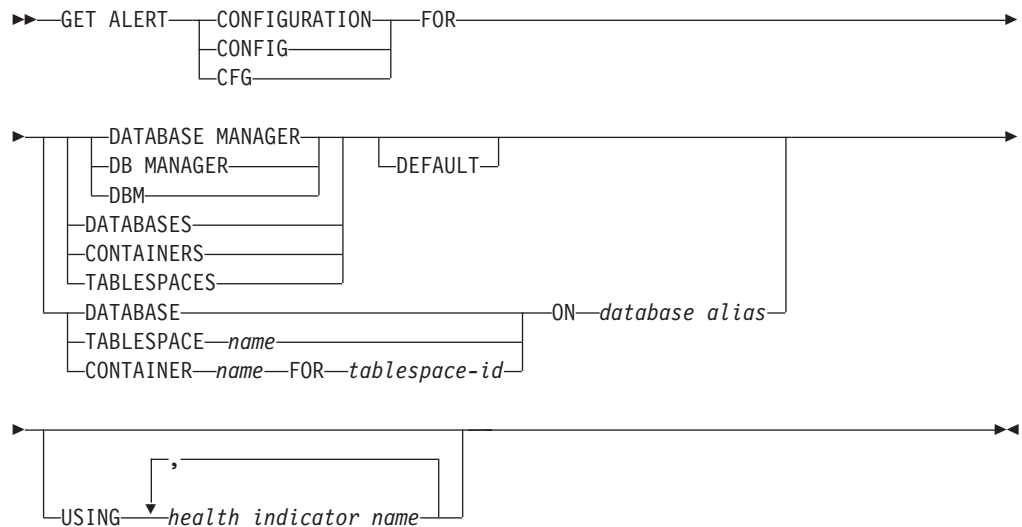 GET ALERT CONFIGURATION FOR
CONFIG
CFG
DATABASE MANAGER
DB MANAGER DEFAULT
DBM
DATABASES
CONTAINERS
TABLESPACES
DATABASE ON database alias
TABLESPACE name
CONTAINER name FOR tablespace-id
,
USING health indicator name